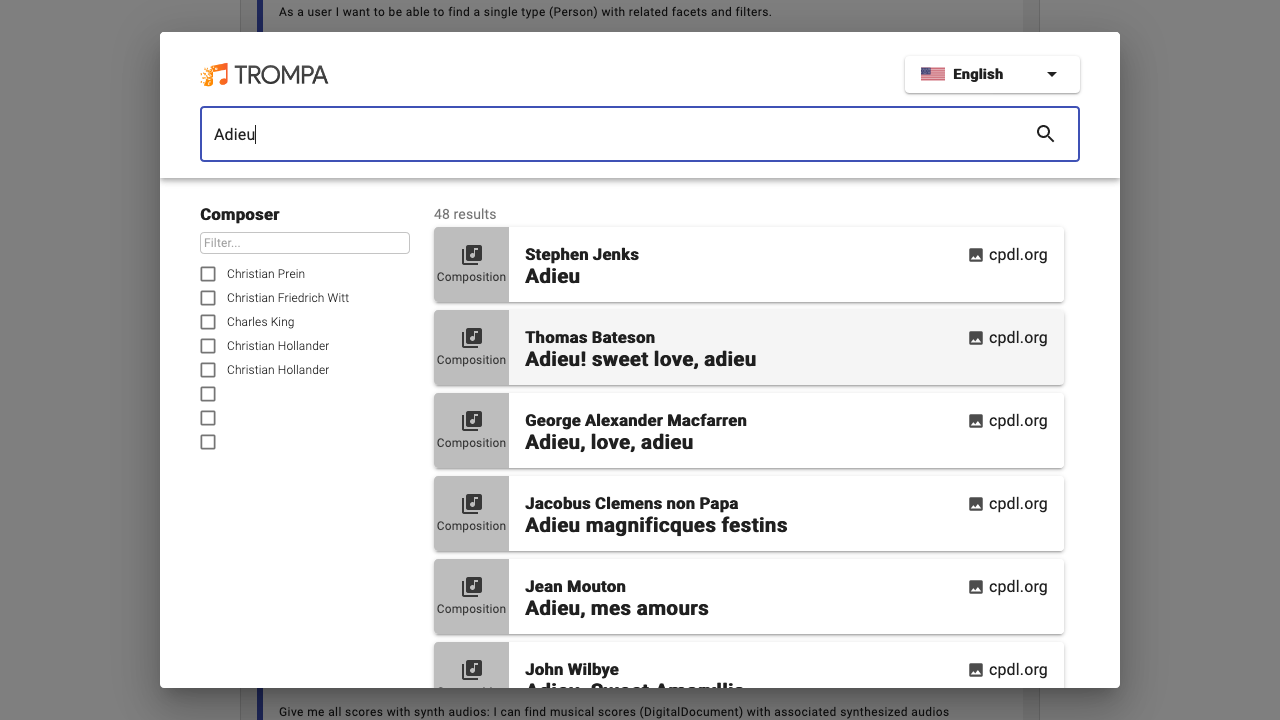 As a user I want to be able to find a single type (Person) with related facets and filters.
TROMPA
English
Adieu
Composer
Filter...
Christian Prein
Christian Friedrich Witt
Charles King
Christian Hollander
Christian Hollander
48 results
Composition
Stephen Jenks
Adieu
cpdl.org
Composition
Thomas Bateson
Adieu! sweet love, adieu
cpdl.org
Composition
George Alexander Macfarren
Adieu, love, adieu
cpdl.org
Composition
Jacobus Clemens non Papa
Adieu magnificques festins
cpdl.org
Composition
Jean Mouton
Adieu, mes amours
cpdl.org
John Wilbye
Adieu, Sweet Amaryllis
cpdl.org
Give me all scores with synth audios: I can find musical scores (DigitalDocument) with associated synthesized audios